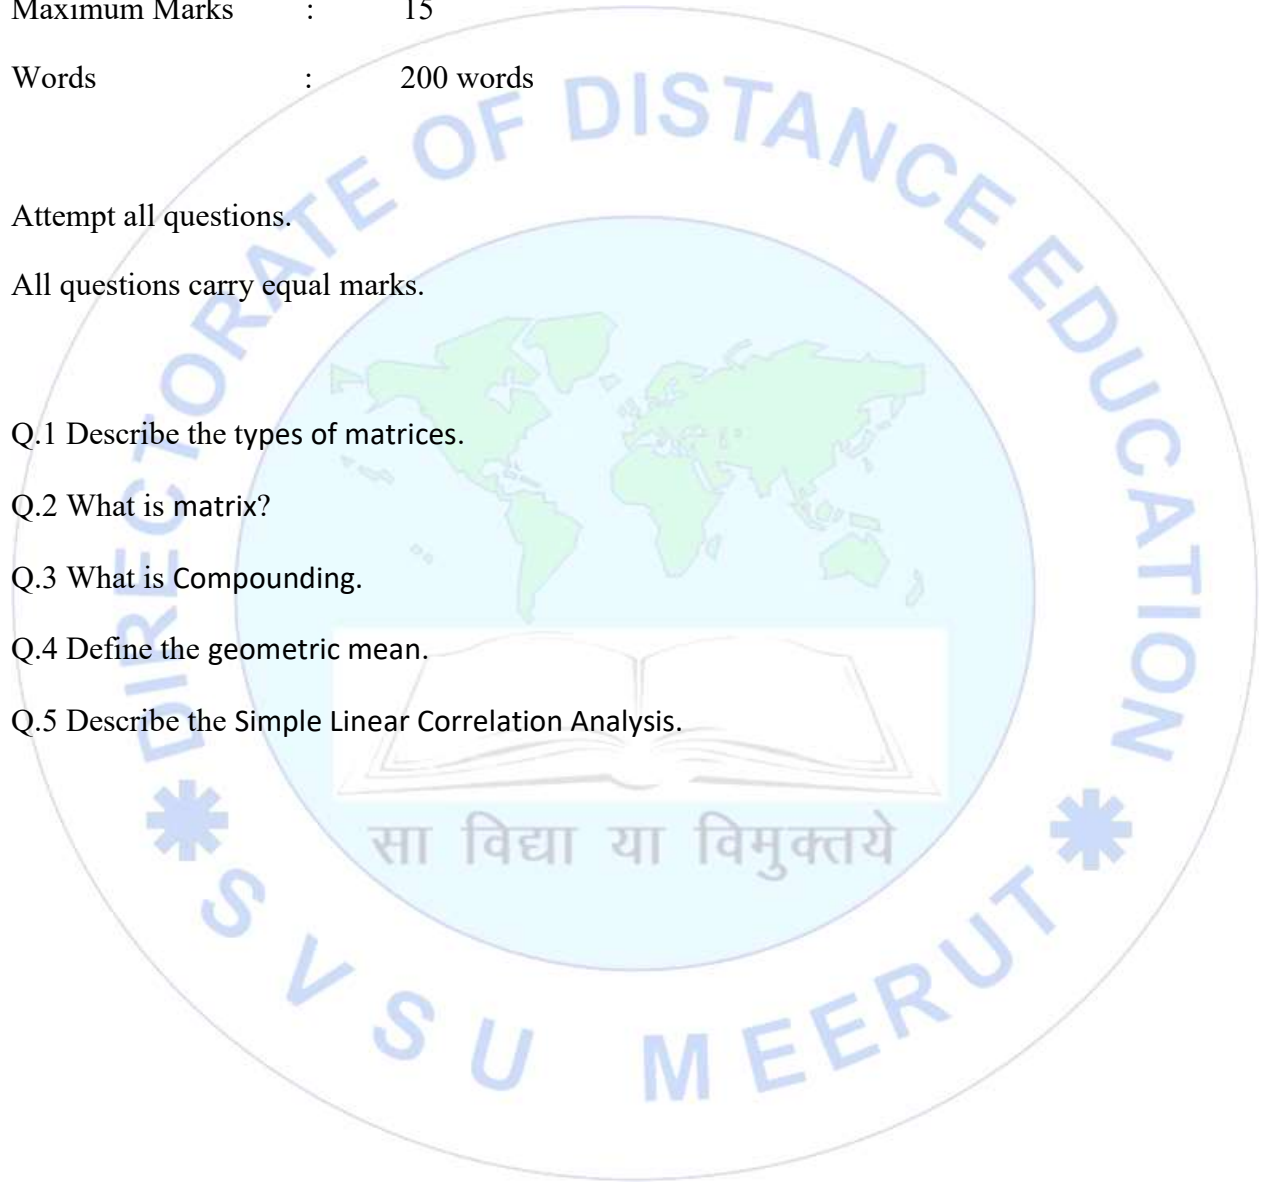 Maximum Marks : 15
Words : 200 words
Attempt all questions.
All questions carry equal marks.
Q.1 Describe the types of matrices.
Q.2 What is matrix?
Q.3 What is Compounding.
Q.4 Define the geometric mean.
Q.5 Describe the Simple Linear Correlation Analysis.
DIRECTORATE OF DISTANCE EDUCATION
सा विद्या या विमुक्तये
SVSU MEERUT